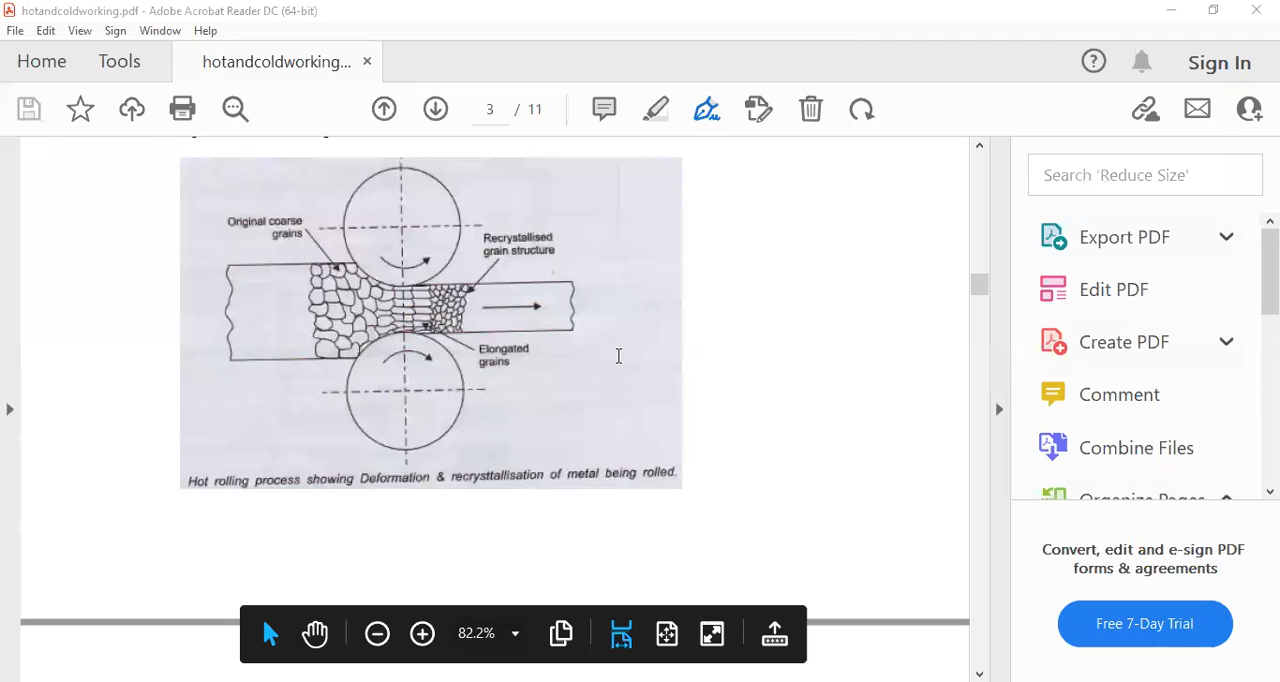 hotandcoldworking.pdf - Adobe Acrobat Reader DC (64-bit)
File Edit View Sign Window Help
Home Tools hotandcoldworking... × Sign In
3 / 11
Search 'Reduce Size'
Original coarse
grains
Recrystallised
grain structure
Elongated
grains
Hot rolling process showing Deformation & recrysttallisation of metal being rolled.
Export PDF
Edit PDF
Create PDF
Comment
Combine Files
Organize Pages
Convert, edit and e-sign PDF
forms & agreements
Free 7-Day Trial
82.2%